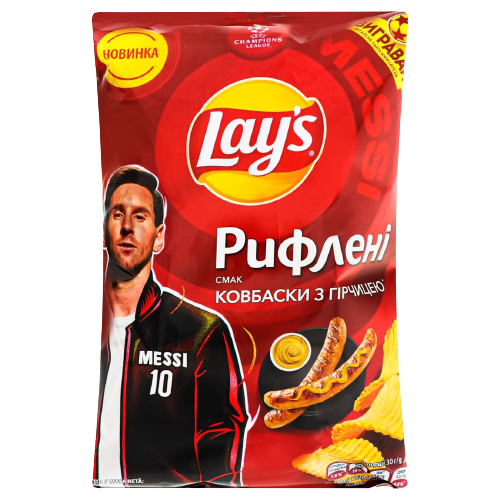 CHAMPIONS
LEAGUE
НОВИНКА
MESSI
Lay's
Рифлені
СМАК
КОВБАСКИ З ГІРЧИЦЕЮ
MESSI
10